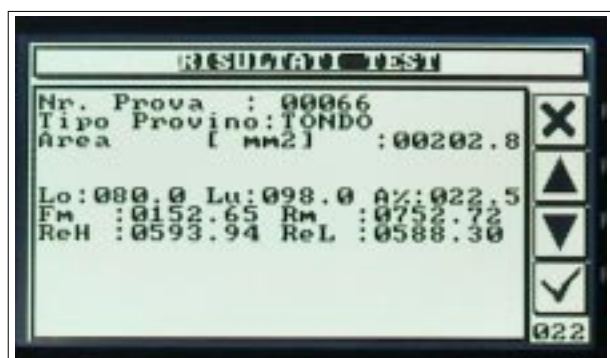 RISULTATI TEST
Nr. Prova : 00066
Tipo Provino:TONDO
Area [ mm2] :00202.8
Lo:080.0 Lu:098.0 A%:022.5
Fm :0152.65 Rm :0752.72
ReH :0593.94 ReL :0588.30
022